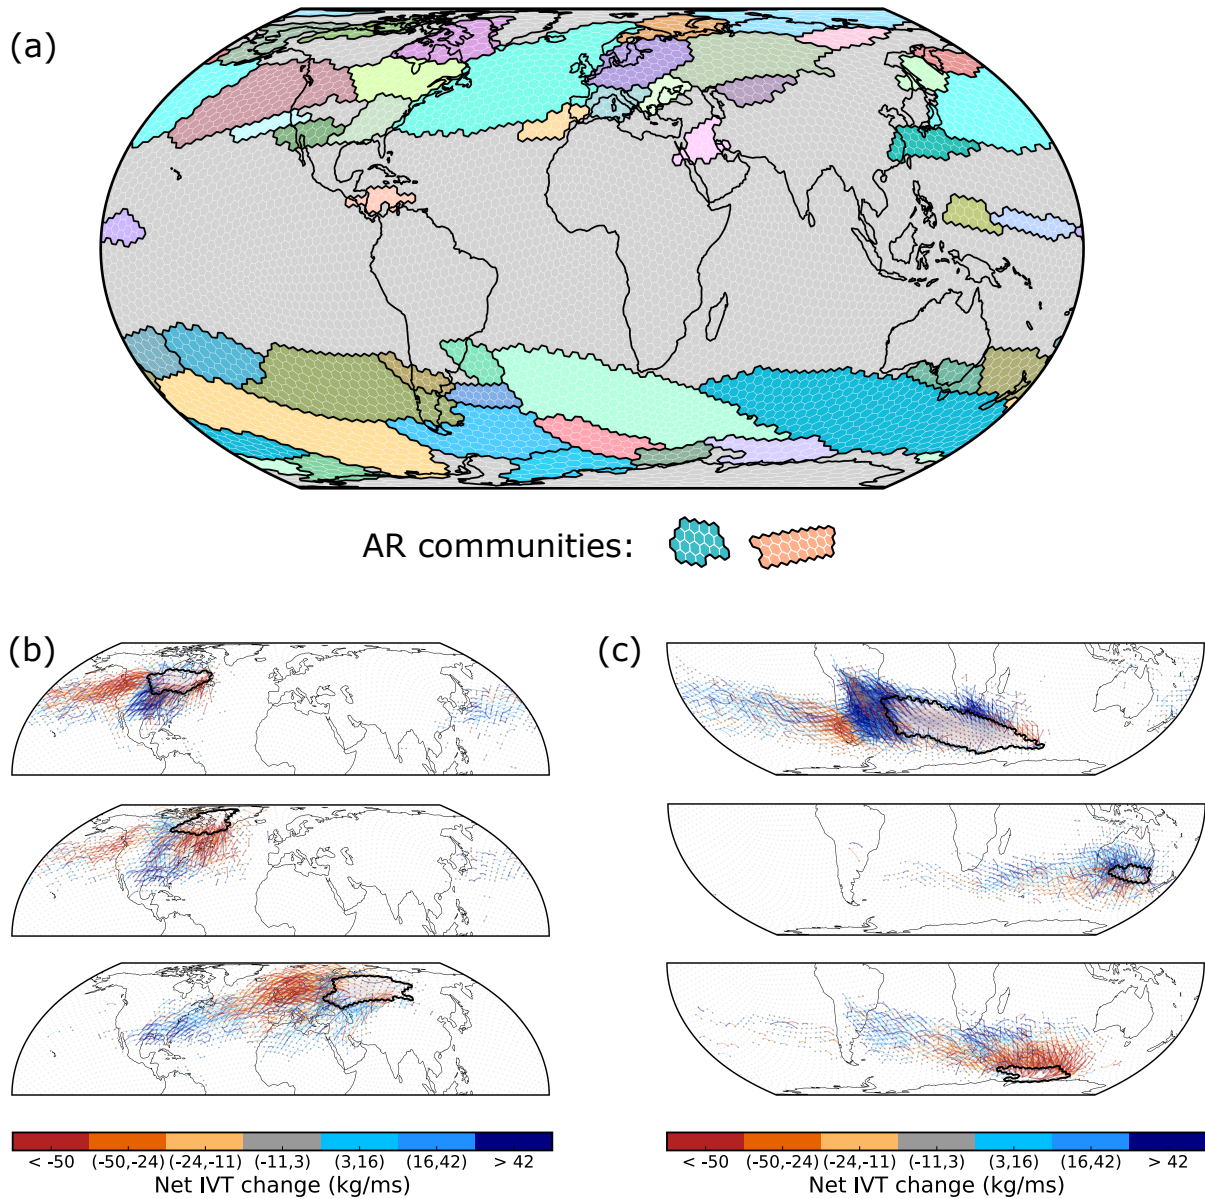 (a)
AR communities:
(b)
(c)
< -50 (-50,-24) (-24,-11) (-11,3) (3,16) (16,42) > 42
Net IVT change (kg/ms)
< -50 (-50,-24) (-24,-11) (-11,3) (3,16) (16,42) > 42
Net IVT change (kg/ms)